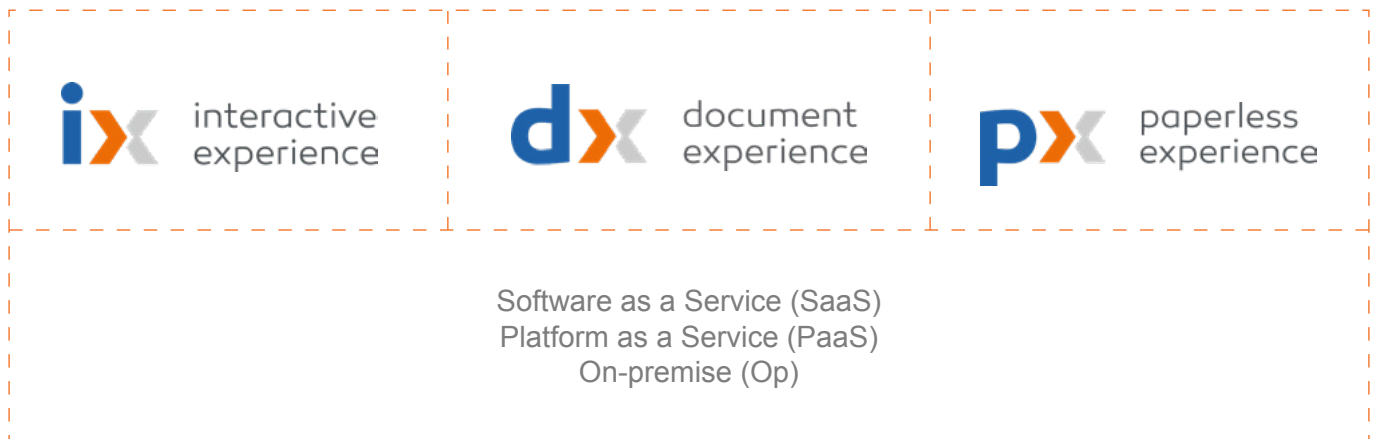 ix interactive
experience
dx document
experience
px paperless
experience
Software as a Service (SaaS)
Platform as a Service (PaaS)
On-premise (Op)